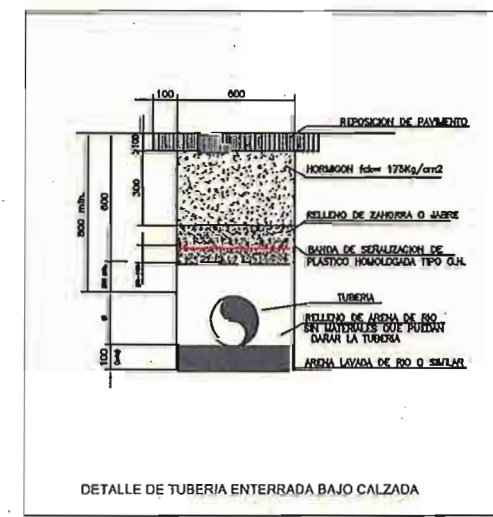 100 600
REPOSICION DE PAVIMENTO
>100
HORMIGON fck= 175Kg/cm2
300
600
800 min.
RELLENO DE ZAHORRA O JABRE
BANDA DE SEÑALIZACION DE
PLASTICO HOMOLOGADA TIPO G.N.
TUBERIA
RELLENO DE ARENA DE RIO
SIN MATERIALES QUE PUEDAN
DAÑAR LA TUBERIA
100
ARENA LAVADA DE RIO O SIMILAR
DETALLE DE TUBERIA ENTERRADA BAJO CALZADA